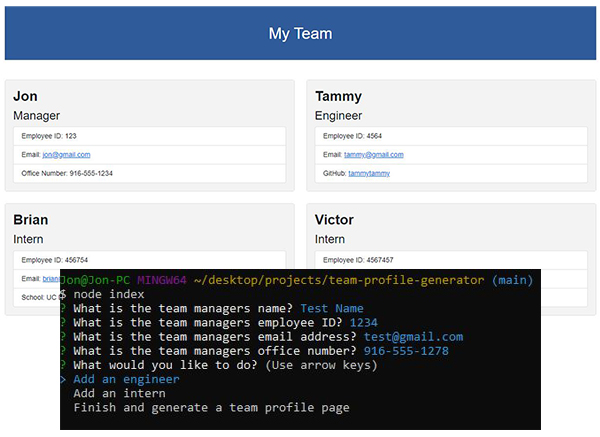 My Team
Jon
Manager
Employee ID: 123
Email: jon@gmail.com
Office Number: 916-555-1234
Tammy
Engineer
Employee ID: 4564
Email: tammy@gmail.com
GitHub: tammytammy
Brian
Intern
Employee ID: 456754
Email: brian
School: UC
Victor
Intern
Employee ID: 4567457
Jon@Jon-PC MINGW64 ~/desktop/projects/team-profile-generator (main)
$ node index
? What is the team managers name? Test Name
? What is the team managers employee ID? 1234
? What is the team managers email address? test@gmail.com
? What is the team managers office number? 916-555-1278
? What would you like to do? (Use arrow keys)
> Add an engineer
Add an intern
Finish and generate a team profile page